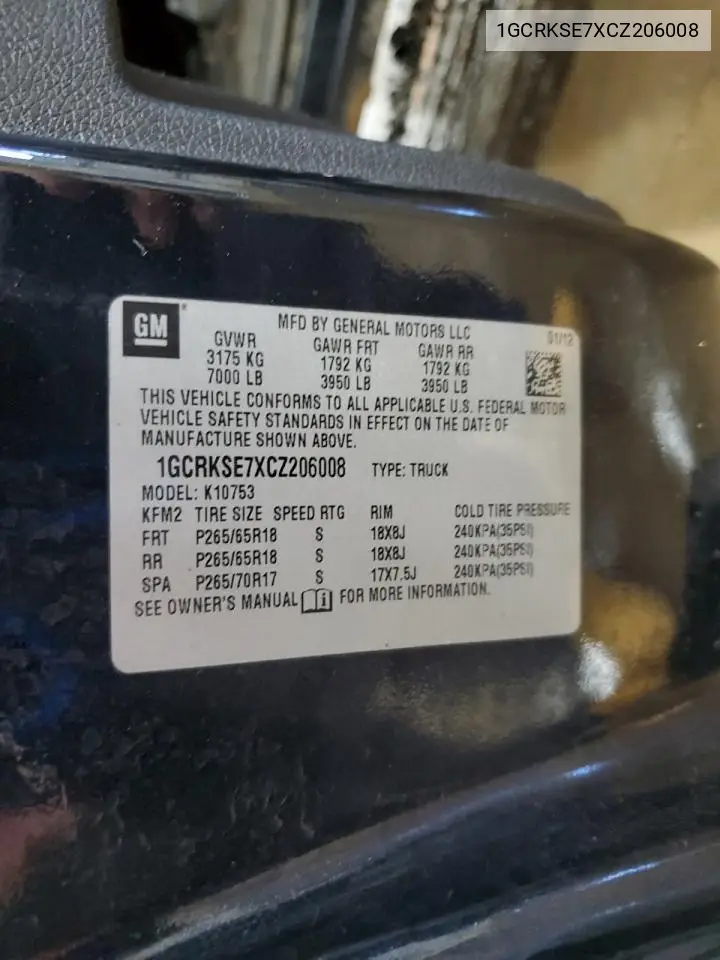 1GCRKSE7XCZ206008
GM
MFD BY GENERAL MOTORS LLC 01/12
GVWR GAWR FRT GAWR RR
3175 KG 1792 KG 1792 KG
7000 LB 3950 LB 3950 LB
THIS VEHICLE CONFORMS TO ALL APPLICABLE U.S. FEDERAL MOTOR
VEHICLE SAFETY STANDARDS IN EFFECT ON THE DATE OF
MANUFACTURE SHOWN ABOVE.
1GCRKSE7XCZ206008 TYPE: TRUCK
MODEL: K10753
KFM2 TIRE SIZE SPEED RTG RIM COLD TIRE PRESSURE
FRT P265/65R18 S 18X8J 240KPA(35PSI)
RR P265/65R18 S 18X8J 240KPA(35PSI)
SPA P265/70R17 S 17X7.5J 240KPA(35PSI)
SEE OWNER'S MANUAL i FOR MORE INFORMATION.